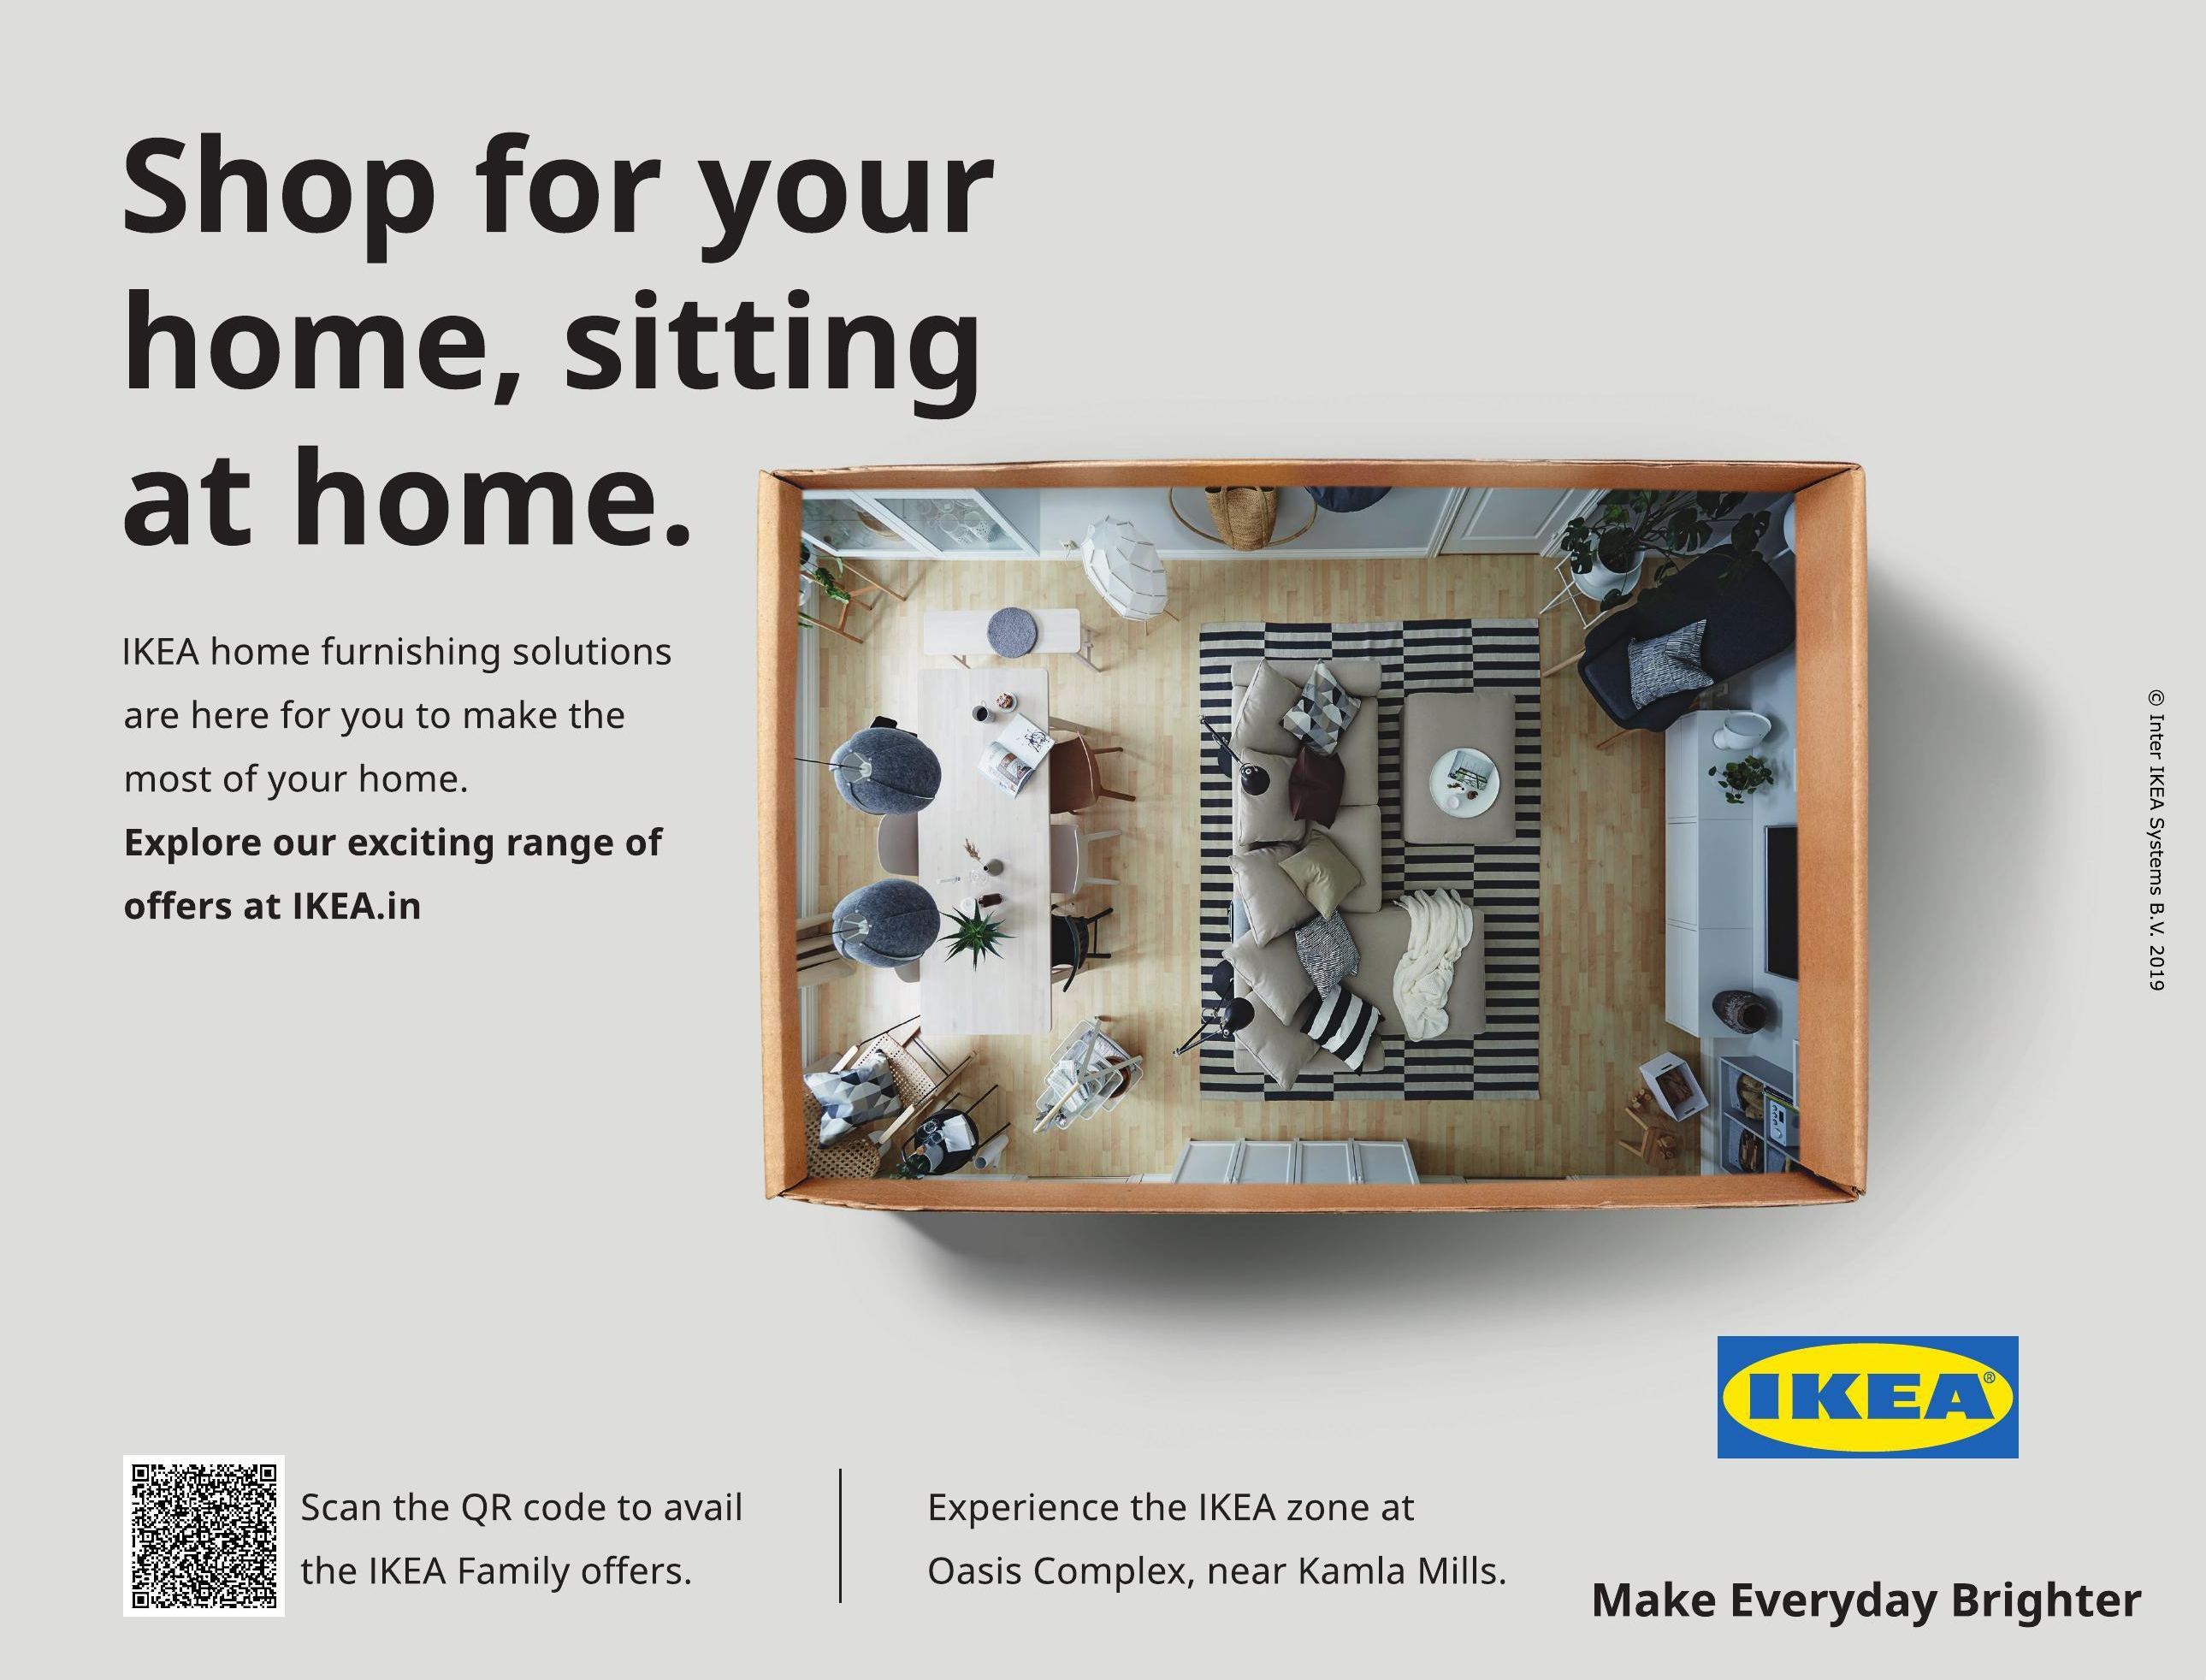 Shop for your
home, sitting
at home.
IKEA home furnishing solutions
are here for you to make the
most of your home.
Explore our exciting range of
offers at IKEA.in
© Inter IKEA Systems B.V. 2019
IKEA®
Scan the QR code to avail
the IKEA Family offers.
Experience the IKEA zone at
Oasis Complex, near Kamla Mills.
Make Everyday Brighter